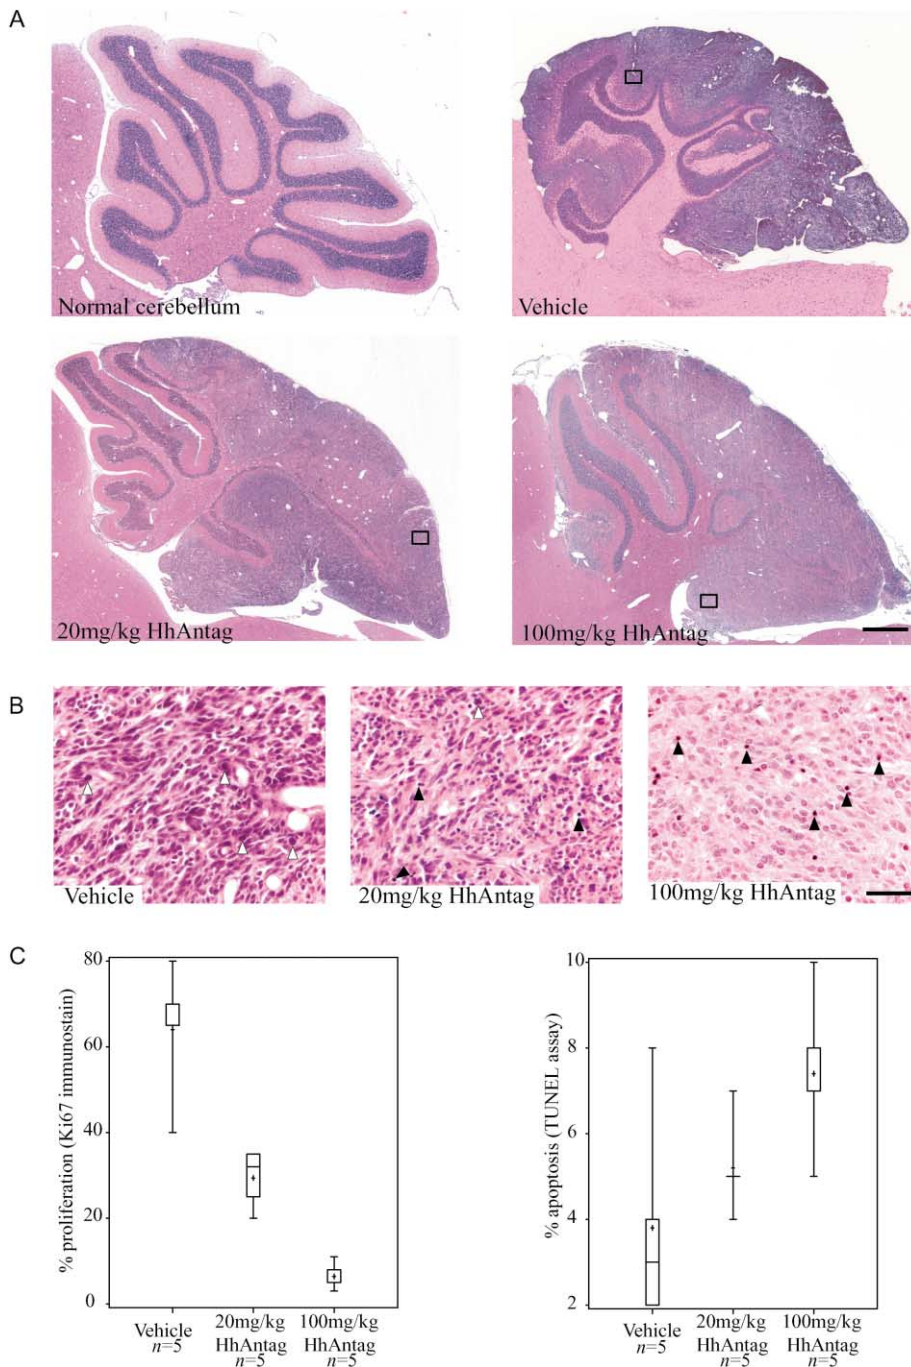 A
Normal cerebellum
Vehicle
20mg/kg HhAntag
100mg/kg HhAntag
B
Vehicle
20mg/kg HhAntag
100mg/kg HhAntag
C
% proliferation (Ki67 immunostain)
80
60
40
20
0
Vehicle
n=5
20mg/kg
HhAntag
n=5
100mg/kg
HhAntag
n=5
% apoptosis (TUNEL assay)
10
8
6
4
2
Vehicle
n=5
20mg/kg
HhAntag
n=5
100mg/kg
HhAntag
n=5